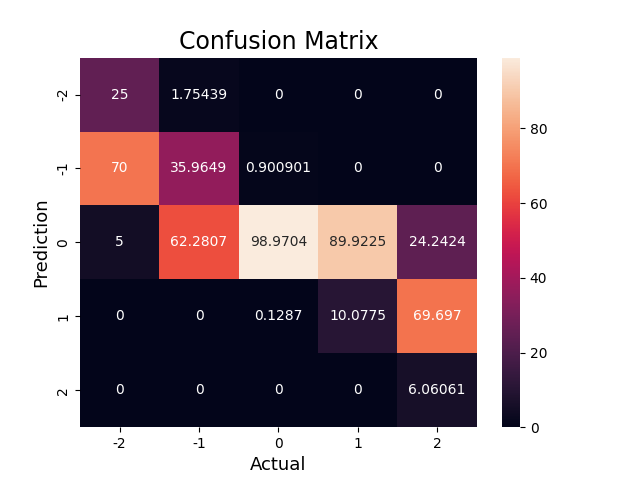 Confusion Matrix
-2 25 1.75439 0 0 0
-1 70 35.9649 0.900901 0 0
0 5 62.2807 98.9704 89.9225 24.2424
1 0 0 0.1287 10.0775 69.697
2 0 0 0 0 6.06061
-2 -1 0 1 2
Prediction
Actual
80
60
40
20
0